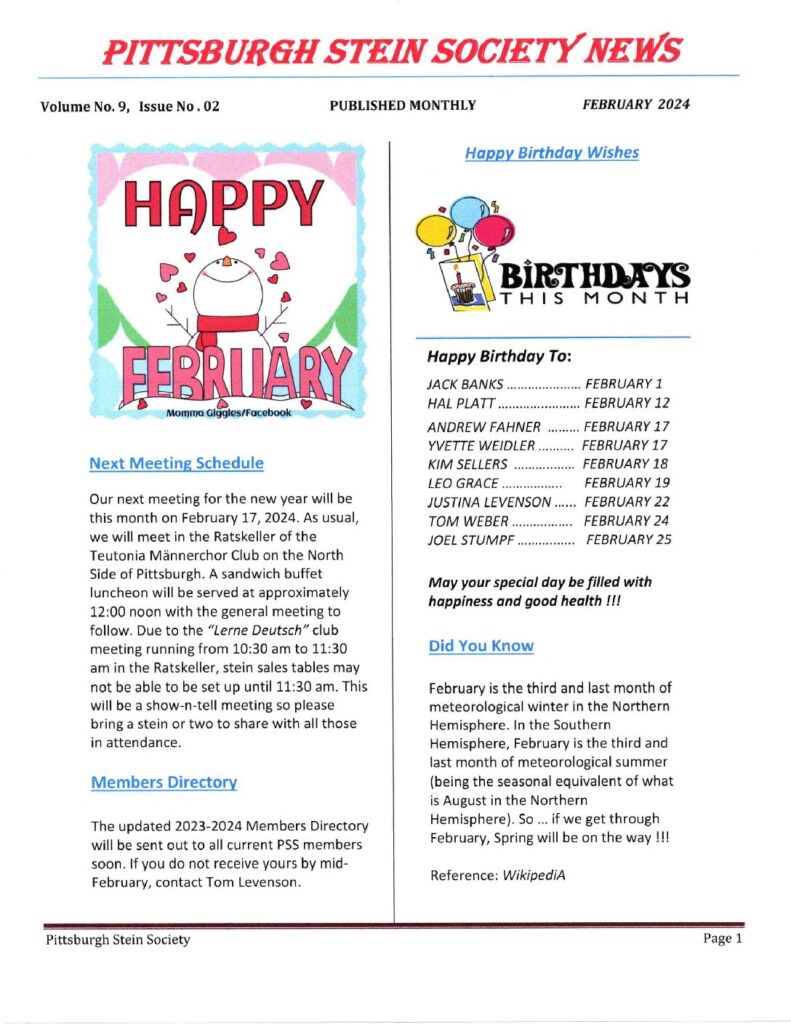 PITTSBURGH STEIN SOCIETY NEWS
Volume No. 9, Issue No. 02
PUBLISHED MONTHLY
FEBRUARY 2024
HAPPY
FEBRUARY
Momma Giggles/Facebook
Next Meeting Schedule
Our next meeting for the new year will be
this month on February 17, 2024. As usual,
we will meet in the Ratskeller of the
Teutonia Männerchor Club on the North
Side of Pittsburgh. A sandwich buffet
luncheon will be served at approximately
12:00 noon with the general meeting to
follow. Due to the "Lerne Deutsch" club
meeting running from 10:30 am to 11:30
am in the Ratskeller, stein sales tables may
not be able to be set up until 11:30 am. This
will be a show-n-tell meeting so please
bring a stein or two to share with all those
in attendance.
Members Directory
The updated 2023-2024 Members Directory
will be sent out to all current PSS members
soon. If you do not receive yours by mid-
February, contact Tom Levenson.
Happy Birthday Wishes
BIRTHDAYS
THIS MONTH
Happy Birthday To:
JACK BANKS ..................... FEBRUARY 1
HAL PLATT ....................... FEBRUARY 12
ANDREW FAHNER ......... FEBRUARY 17
YVETTE WEIDLER .......... FEBRUARY 17
KIM SELLERS ................. FEBRUARY 18
LEO GRACE ................. FEBRUARY 19
JUSTINA LEVENSON ...... FEBRUARY 22
TOM WEBER ................. FEBRUARY 24
JOEL STUMPF ................ FEBRUARY 25
May your special day be filled with
happiness and good health !!!
Did You Know
February is the third and last month of
meteorological winter in the Northern
Hemisphere. In the Southern
Hemisphere, February is the third and
last month of meteorological summer
(being the seasonal equivalent of what
is August in the Northern
Hemisphere). So ... if we get through
February, Spring will be on the way !!!
Reference: WikipediA
Pittsburgh Stein Society
Page 1